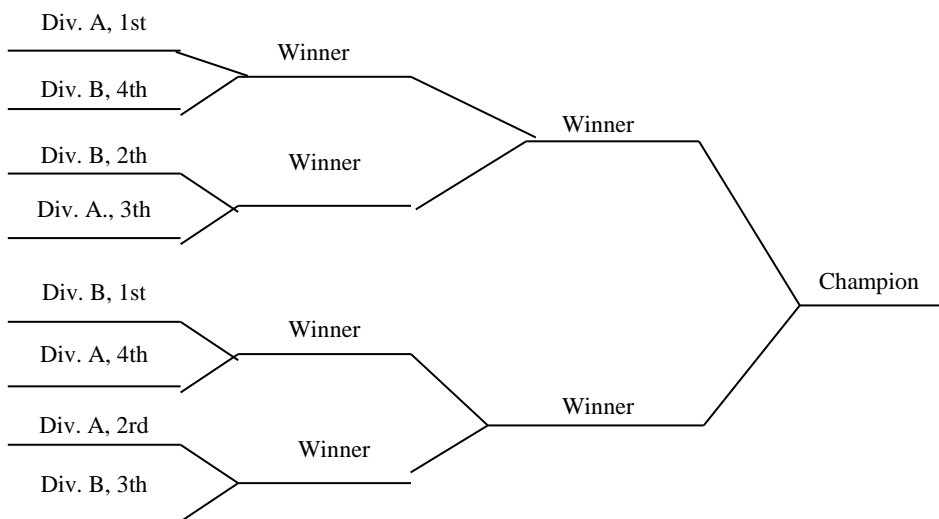 Div. A, 1st
Winner
Div. B, 4th
Winner
Div. B, 2th
Winner
Div. A., 3th
Champion
Div. B, 1st
Winner
Div. A, 4th
Winner
Div. A, 2rd
Winner
Div. B, 3th